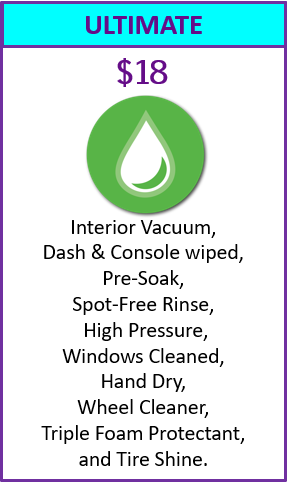 ULTIMATE
$18
Interior Vacuum,
Dash & Console wiped,
Pre-Soak,
Spot-Free Rinse,
High Pressure,
Windows Cleaned,
Hand Dry,
Wheel Cleaner,
Triple Foam Protectant,
and Tire Shine.